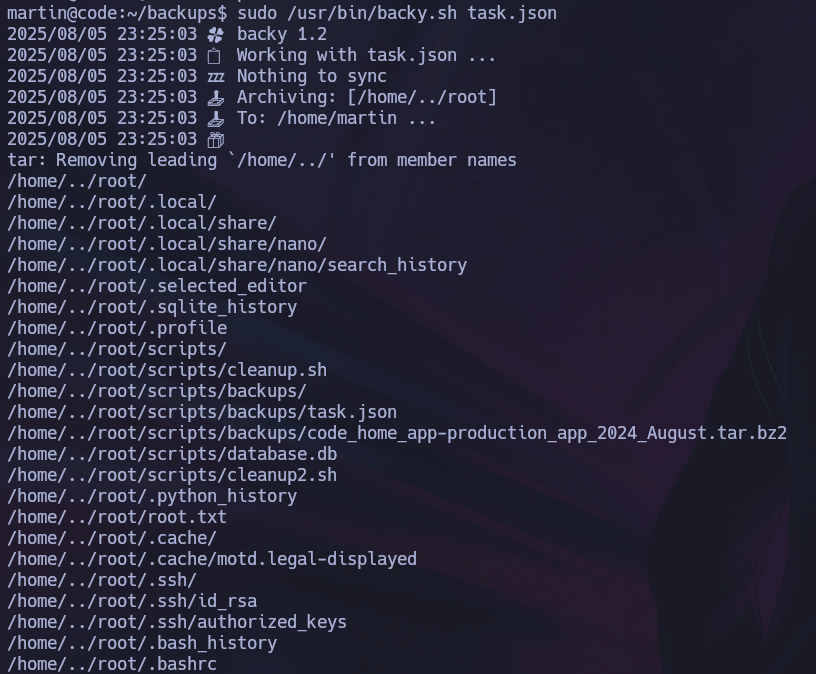 martin@code:~/backups$ sudo /usr/bin/backy.sh task.json
2025/08/05 23:25:03 🍀 backy 1.2
2025/08/05 23:25:03 📋 Working with task.json ...
2025/08/05 23:25:03 💤 Nothing to sync
2025/08/05 23:25:03 📤 Archiving: [/home/../root]
2025/08/05 23:25:03 📥 To: /home/martin ...
2025/08/05 23:25:03 📦
tar: Removing leading `/home/../' from member names
/home/../root/
/home/../root/.local/
/home/../root/.local/share/
/home/../root/.local/share/nano/
/home/../root/.local/share/nano/search_history
/home/../root/.selected_editor
/home/../root/.sqlite_history
/home/../root/.profile
/home/../root/scripts/
/home/../root/scripts/cleanup.sh
/home/../root/scripts/backups/
/home/../root/scripts/backups/task.json
/home/../root/scripts/backups/code_home_app-production_app_2024_August.tar.bz2
/home/../root/scripts/database.db
/home/../root/scripts/cleanup2.sh
/home/../root/.python_history
/home/../root/root.txt
/home/../root/.cache/
/home/../root/.cache/motd.legal-displayed
/home/../root/.ssh/
/home/../root/.ssh/id_rsa
/home/../root/.ssh/authorized_keys
/home/../root/.bash_history
/home/../root/.bashrc